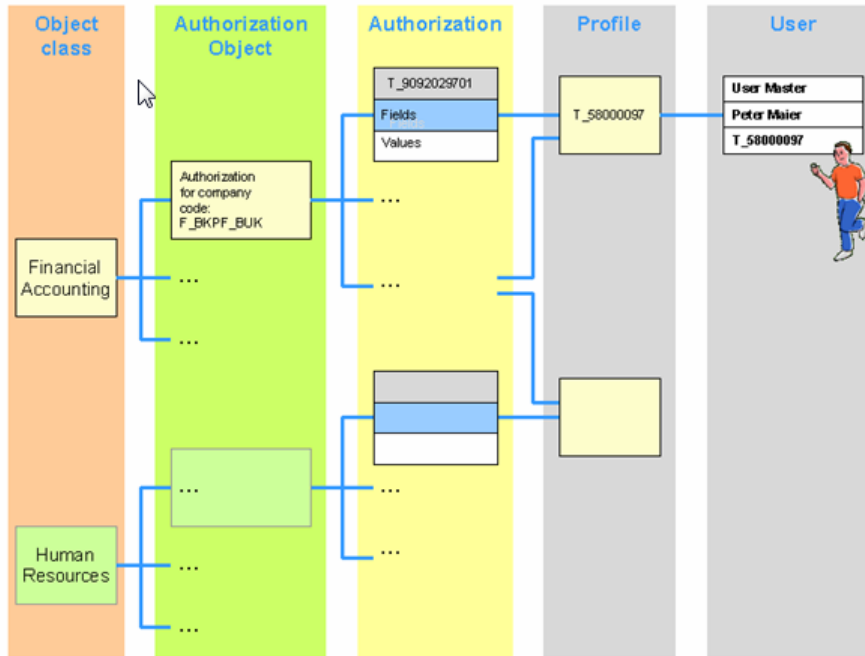 Object
class
Authorization
Object
Authorization
Profile
User
T_9092029701
Fields
Values
...
...
T_58000097
User Master
Peter Maier
T_58000097
Authorization
for company
code:
F_BKPF_BUK
...
...
Financial
Accounting
...
...
...
...
...
Human
Resources